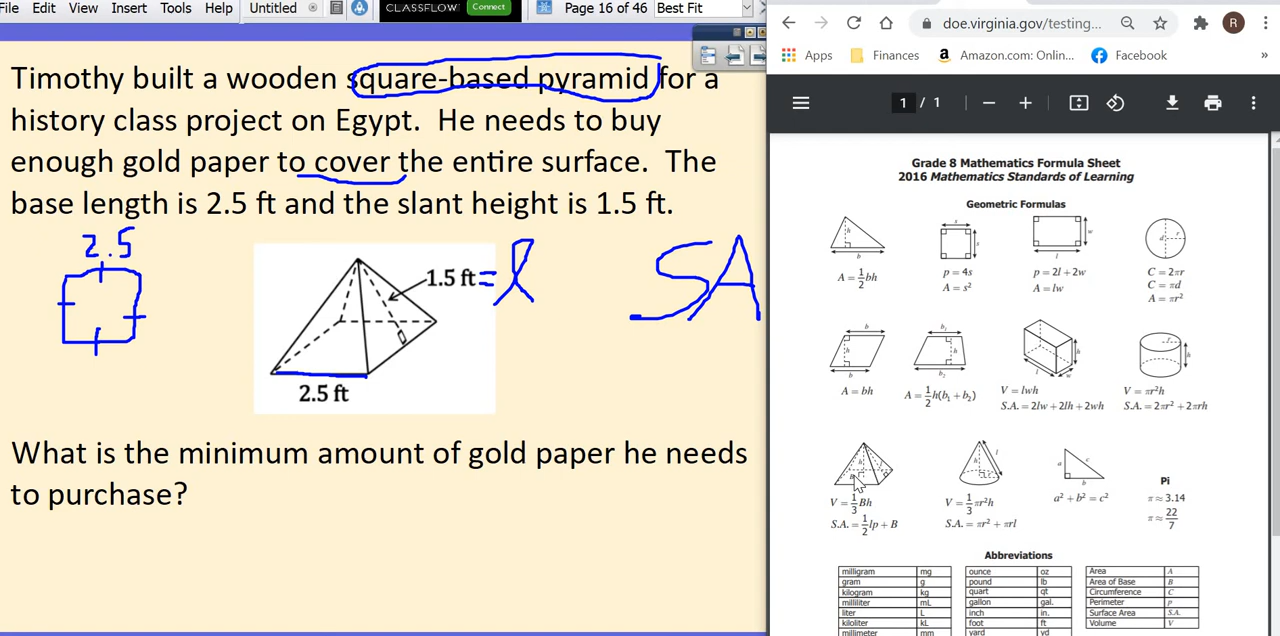 File Edit View Insert Tools Help Untitled CLASSFLOW Connect Page 16 of 46 Best Fit
Timothy built a wooden square-based pyramid for a
history class project on Egypt. He needs to buy
enough gold paper to cover the entire surface. The
base length is 2.5 ft and the slant height is 1.5 ft.
2.5
1.5 ft = l
SA
2.5 ft
What is the minimum amount of gold paper he needs
to purchase?
doe.virginia.gov/testing... R
Apps Finances Amazon.com: Onlin... Facebook »
1 / 1
Grade 8 Mathematics Formula Sheet
2016 Mathematics Standards of Learning
Geometric Formulas
h b s s w l d r
A = 1/2 bh p = 4s p = 2l + 2w C = 2πr
A = s² A = lw C = πd
A = πr²
b h b₁ h b₂ h l w r h
A = bh A = 1/2 h(b₁ + b₂) V = lwh V = πr²h
S.A. = 2lw + 2lh + 2wh S.A. = 2πr² + 2πrh
h l B h l r a c b
Pi
V = 1/3 Bh V = 1/3 πr²h a² + b² = c² π ≈ 3.14
S.A. = 1/2 lp + B S.A. = πr² + πrl π ≈ 22/7
Abbreviations
milligram mg ounce oz Area A
gram g pound lb Area of Base B
kilogram kg quart qt Circumference C
milliliter mL gallon gal. Perimeter p
liter L inch in. Surface Area S.A.
kiloliter kL foot ft Volume V
millimeter mm yard yd